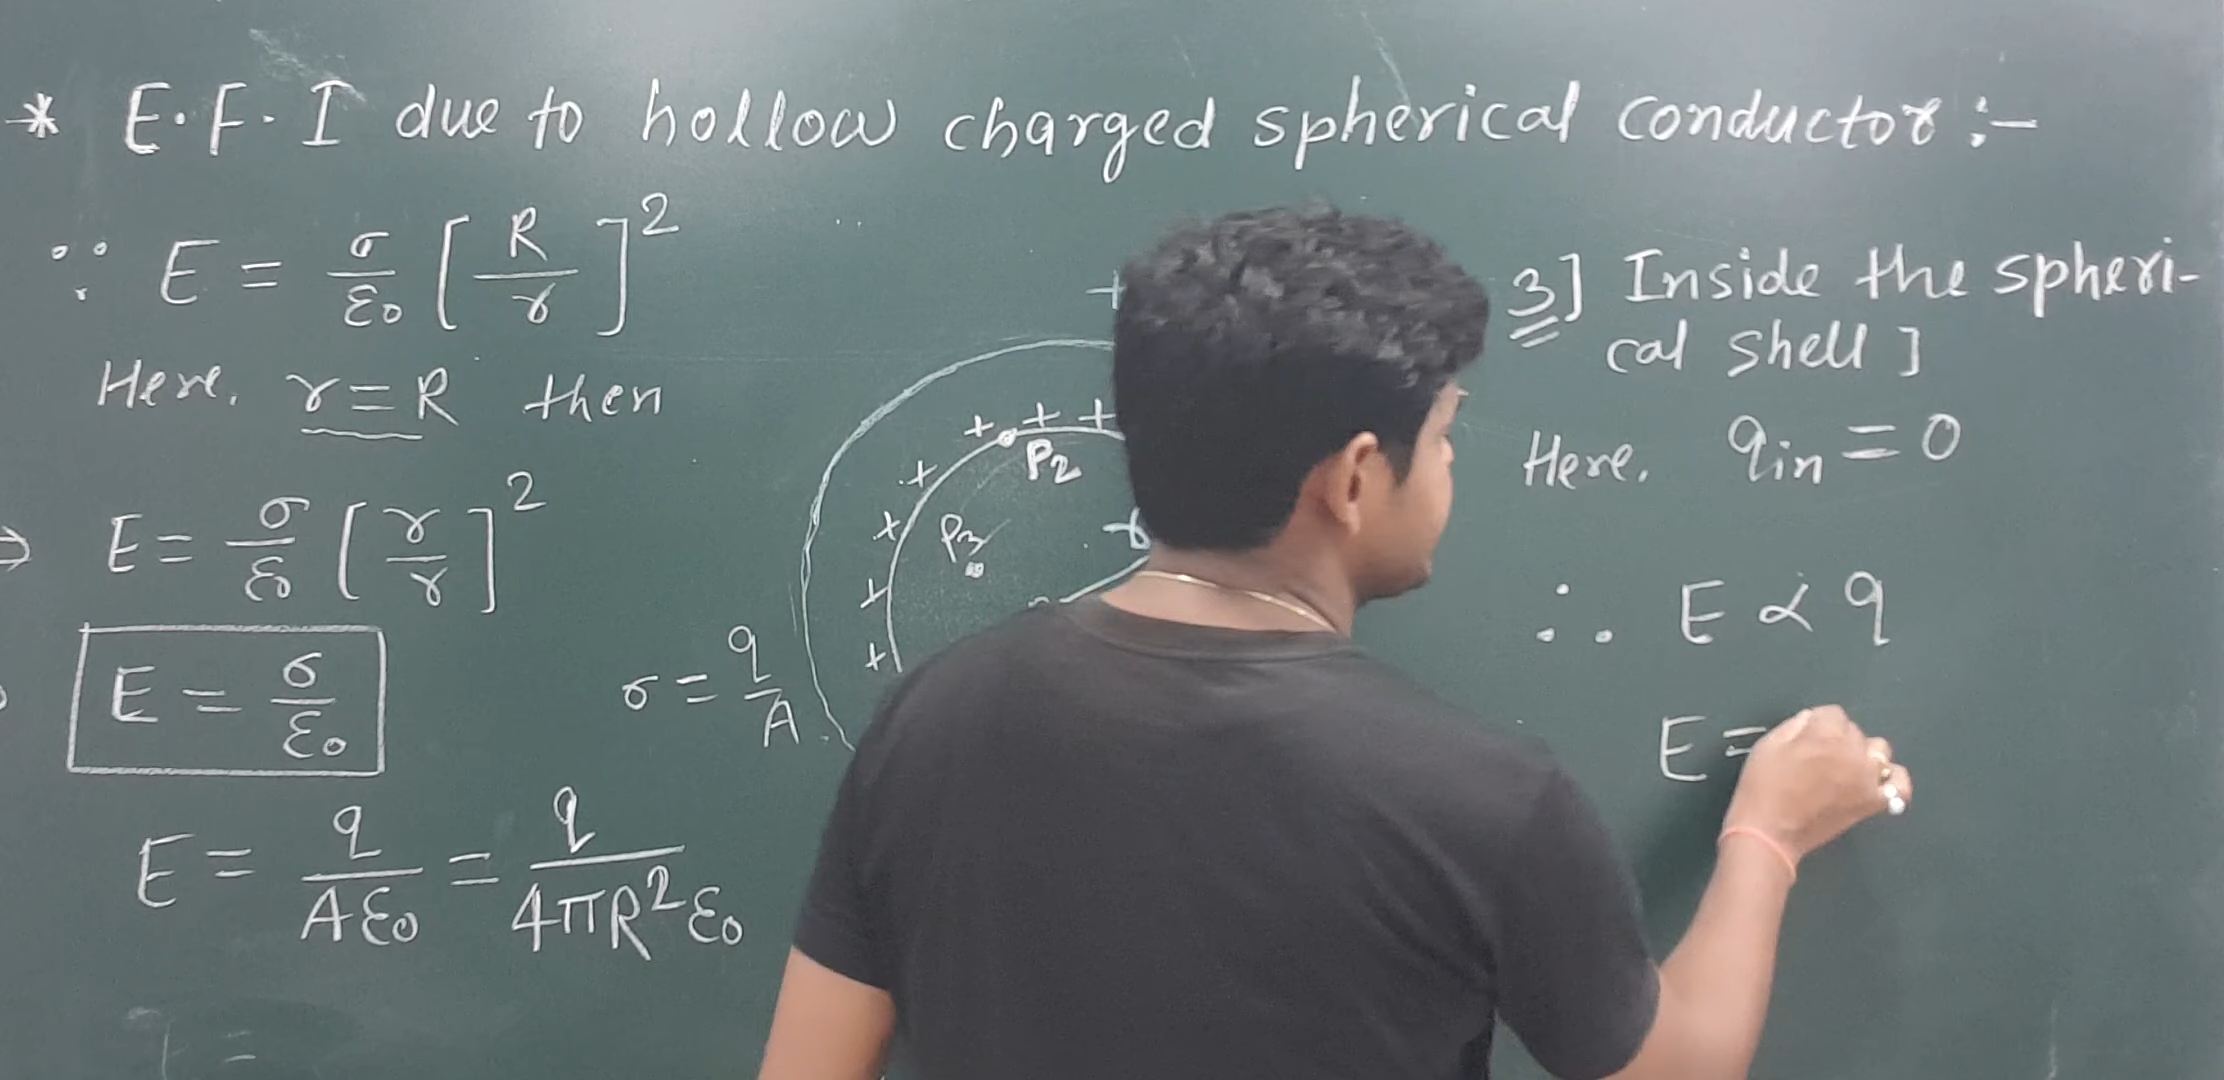 * E.F.I due to hollow charged spherical conductor :-
∵ E = σ/ε₀ [R/r]²
Here, r=R then
⇒ E = σ/ε₀ [r/r]²
E = σ/ε₀
E = q/Aε₀ = q/4πR²ε₀
+
+ + +
P₂
+
+
P₃
r
+
+
σ = q/A
3] Inside the spheri-
cal shell]
Here, qin = 0
∴ E ∝ q
E =